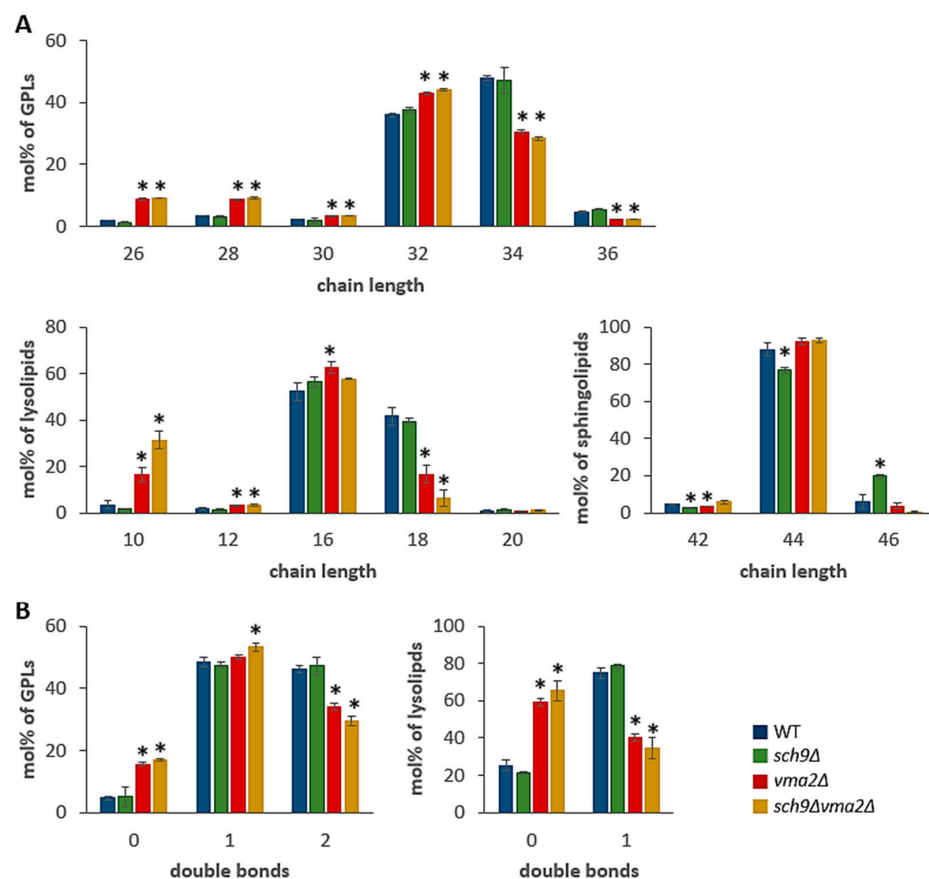 A
mol% of GPLs
60
40
20
0
* * * * * * * * * * * *
26 28 30 32 34 36
chain length
mol% of lysolipids
80
60
40
20
0
* * * * * * *
10 12 16 18 20
chain length
mol% of sphingolipids
100
80
60
40
20
0
* * * *
42 44 46
chain length
B
mol% of GPLs
60
40
20
0
* * * * *
0 1 2
double bonds
mol% of lysolipds
100
80
60
40
20
0
* * * *
0 1
double bonds
WT
sch9Δ
vma2Δ
sch9Δvma2Δ